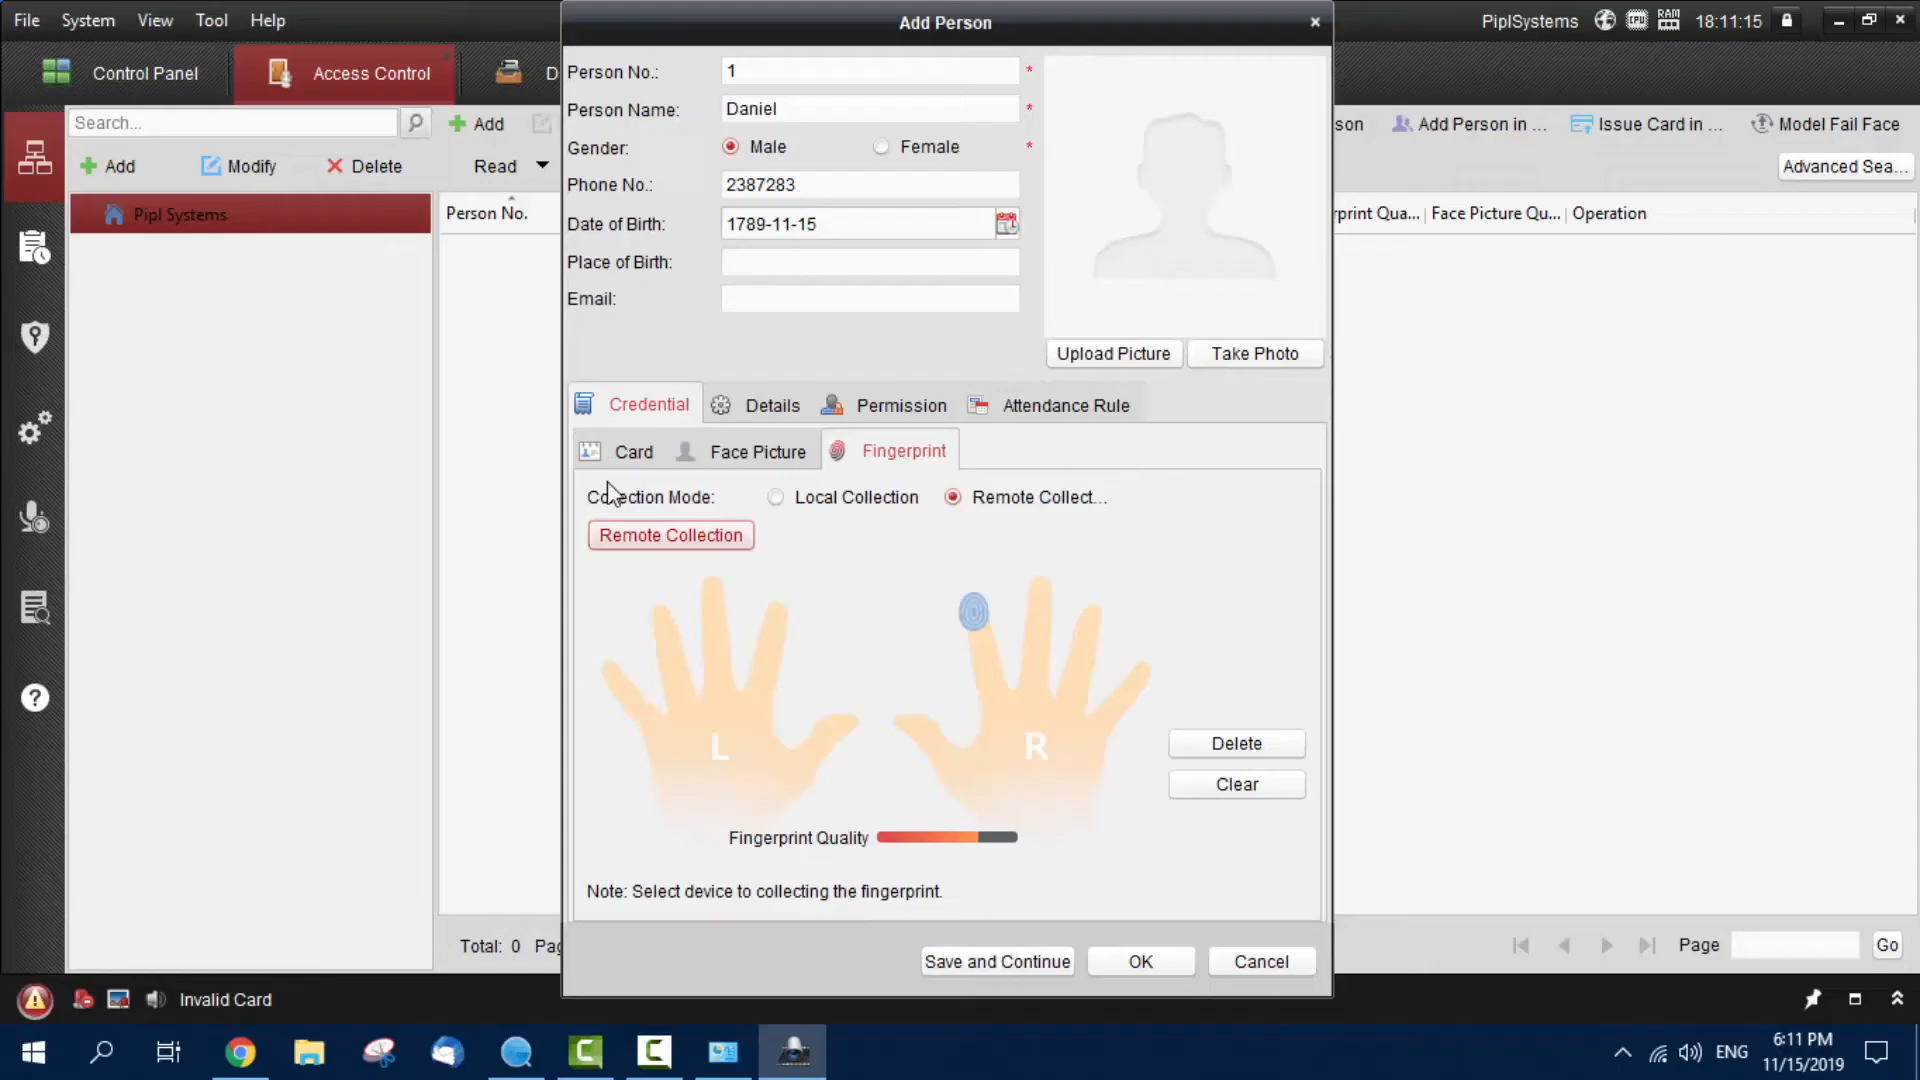 File System View Tool Help
Add Person
PiplSystems 18:11:15
Control Panel Access Control D
Search...
Add
Add Modify Delete Read
Pipl Systems
Person No.
Person No.: 1 *
Person Name: Daniel *
Gender: Male Female *
Phone No.: 2387283
Date of Birth: 1789-11-15
Place of Birth:
Email:
Upload Picture Take Photo
Credential Details Permission Attendance Rule
Card Face Picture Fingerprint
Collection Mode: Local Collection Remote Collect...
Remote Collection
L R
Delete
Clear
Fingerprint Quality
Note: Select device to collecting the fingerprint.
Save and Continue OK Cancel
son Add Person in ... Issue Card in ... Model Fail Face
Advanced Sea...
rprint Qua... Face Picture Qu... Operation
Total: 0 Pag
Page Go
Invalid Card
ENG 6:11 PM
11/15/2019